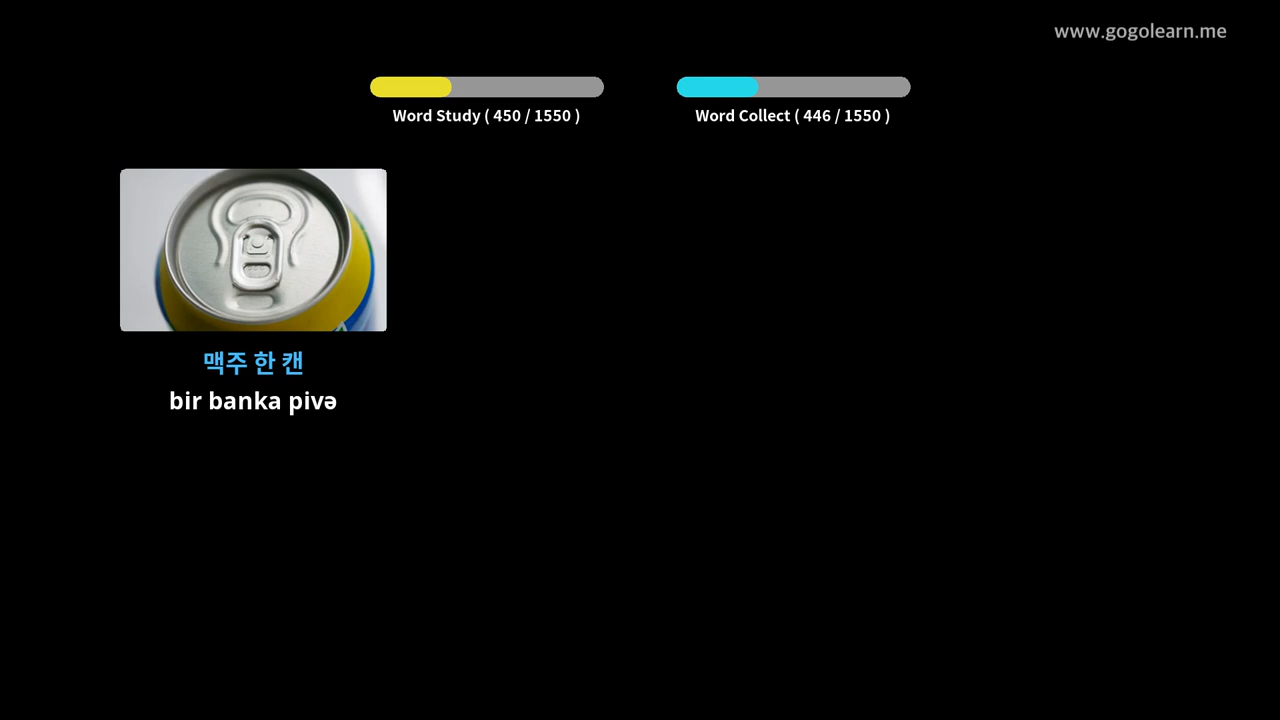 www.gogolearn.me
Word Study ( 450 / 1550 )
Word Collect ( 446 / 1550 )
맥주 한 캔
bir banka pivə